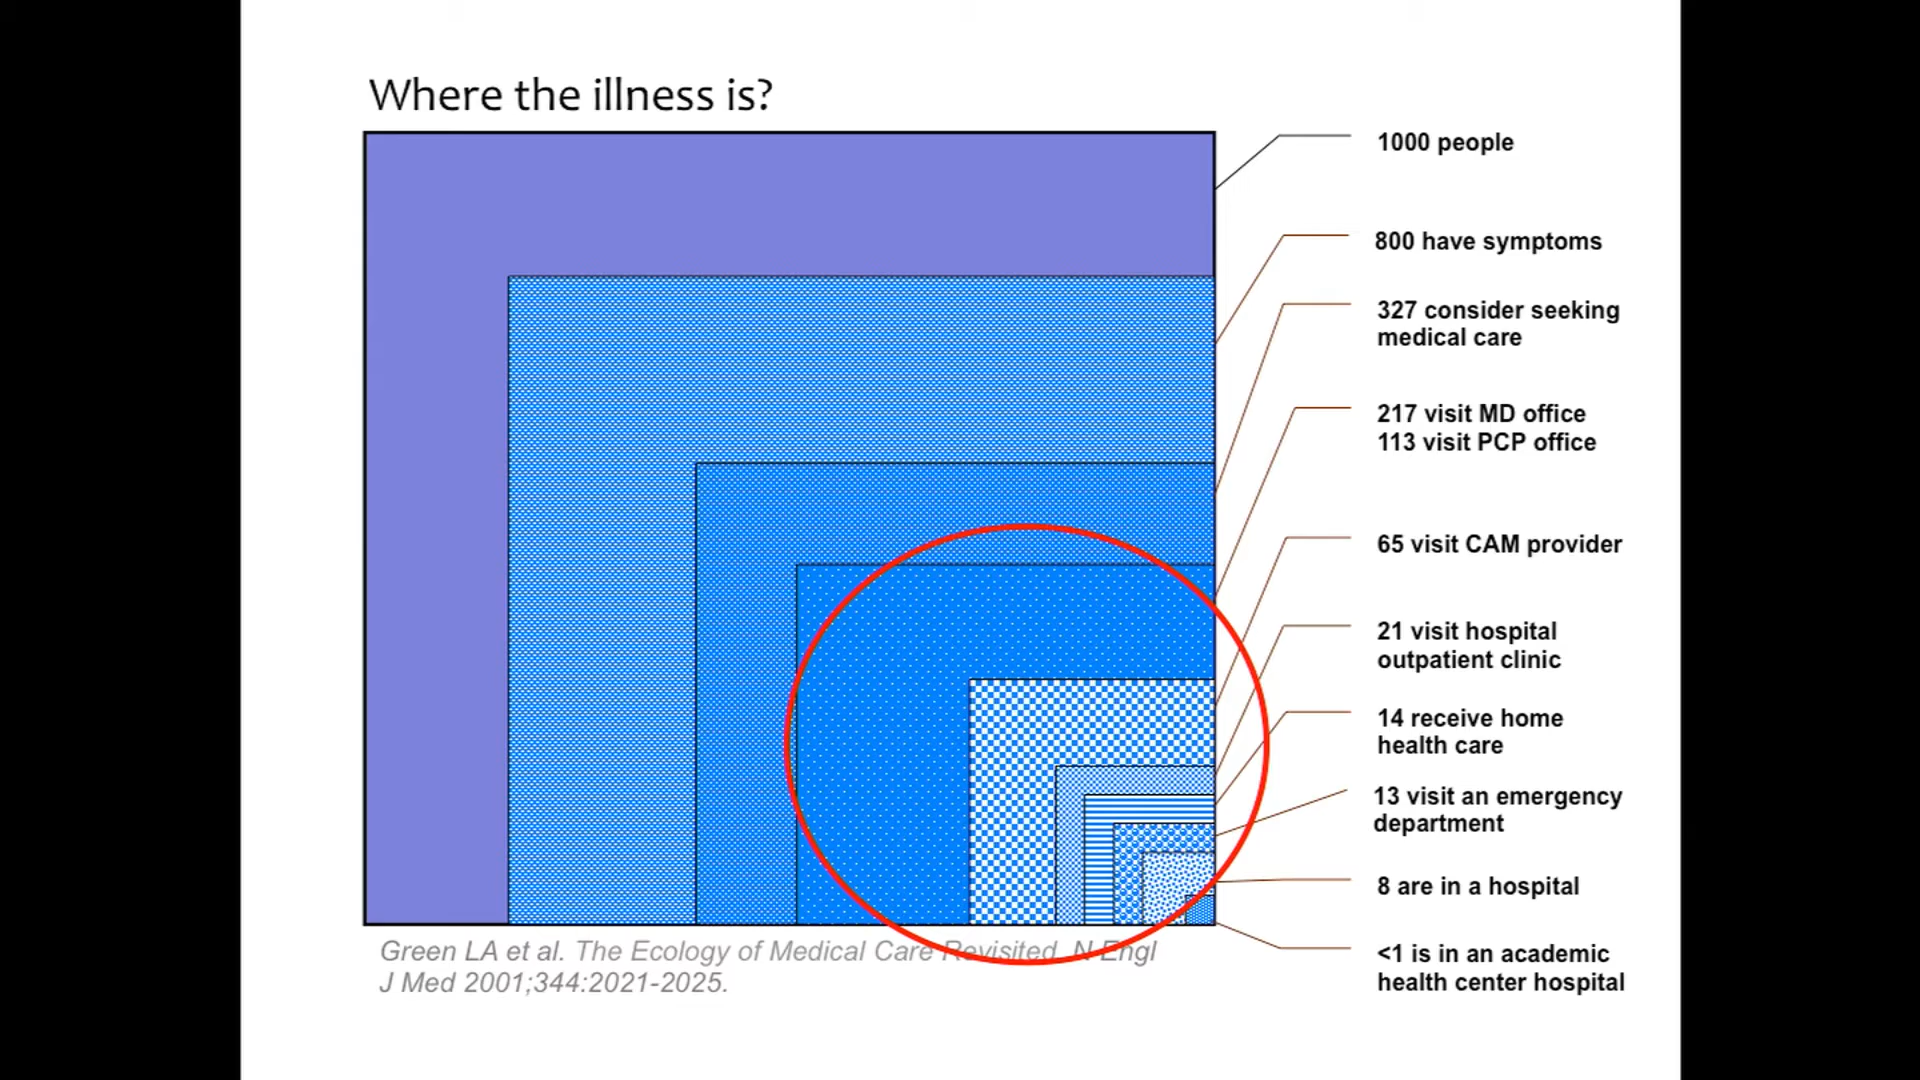 Where the illness is?
1000 people
800 have symptoms
327 consider seeking
medical care
217 visit MD office
113 visit PCP office
65 visit CAM provider
21 visit hospital
outpatient clinic
14 receive home
health care
13 visit an emergency
department
8 are in a hospital
<1 is in an academic
health center hospital
Green LA et al. The Ecology of Medical Care Revisited. N Engl
J Med 2001;344:2021-2025.